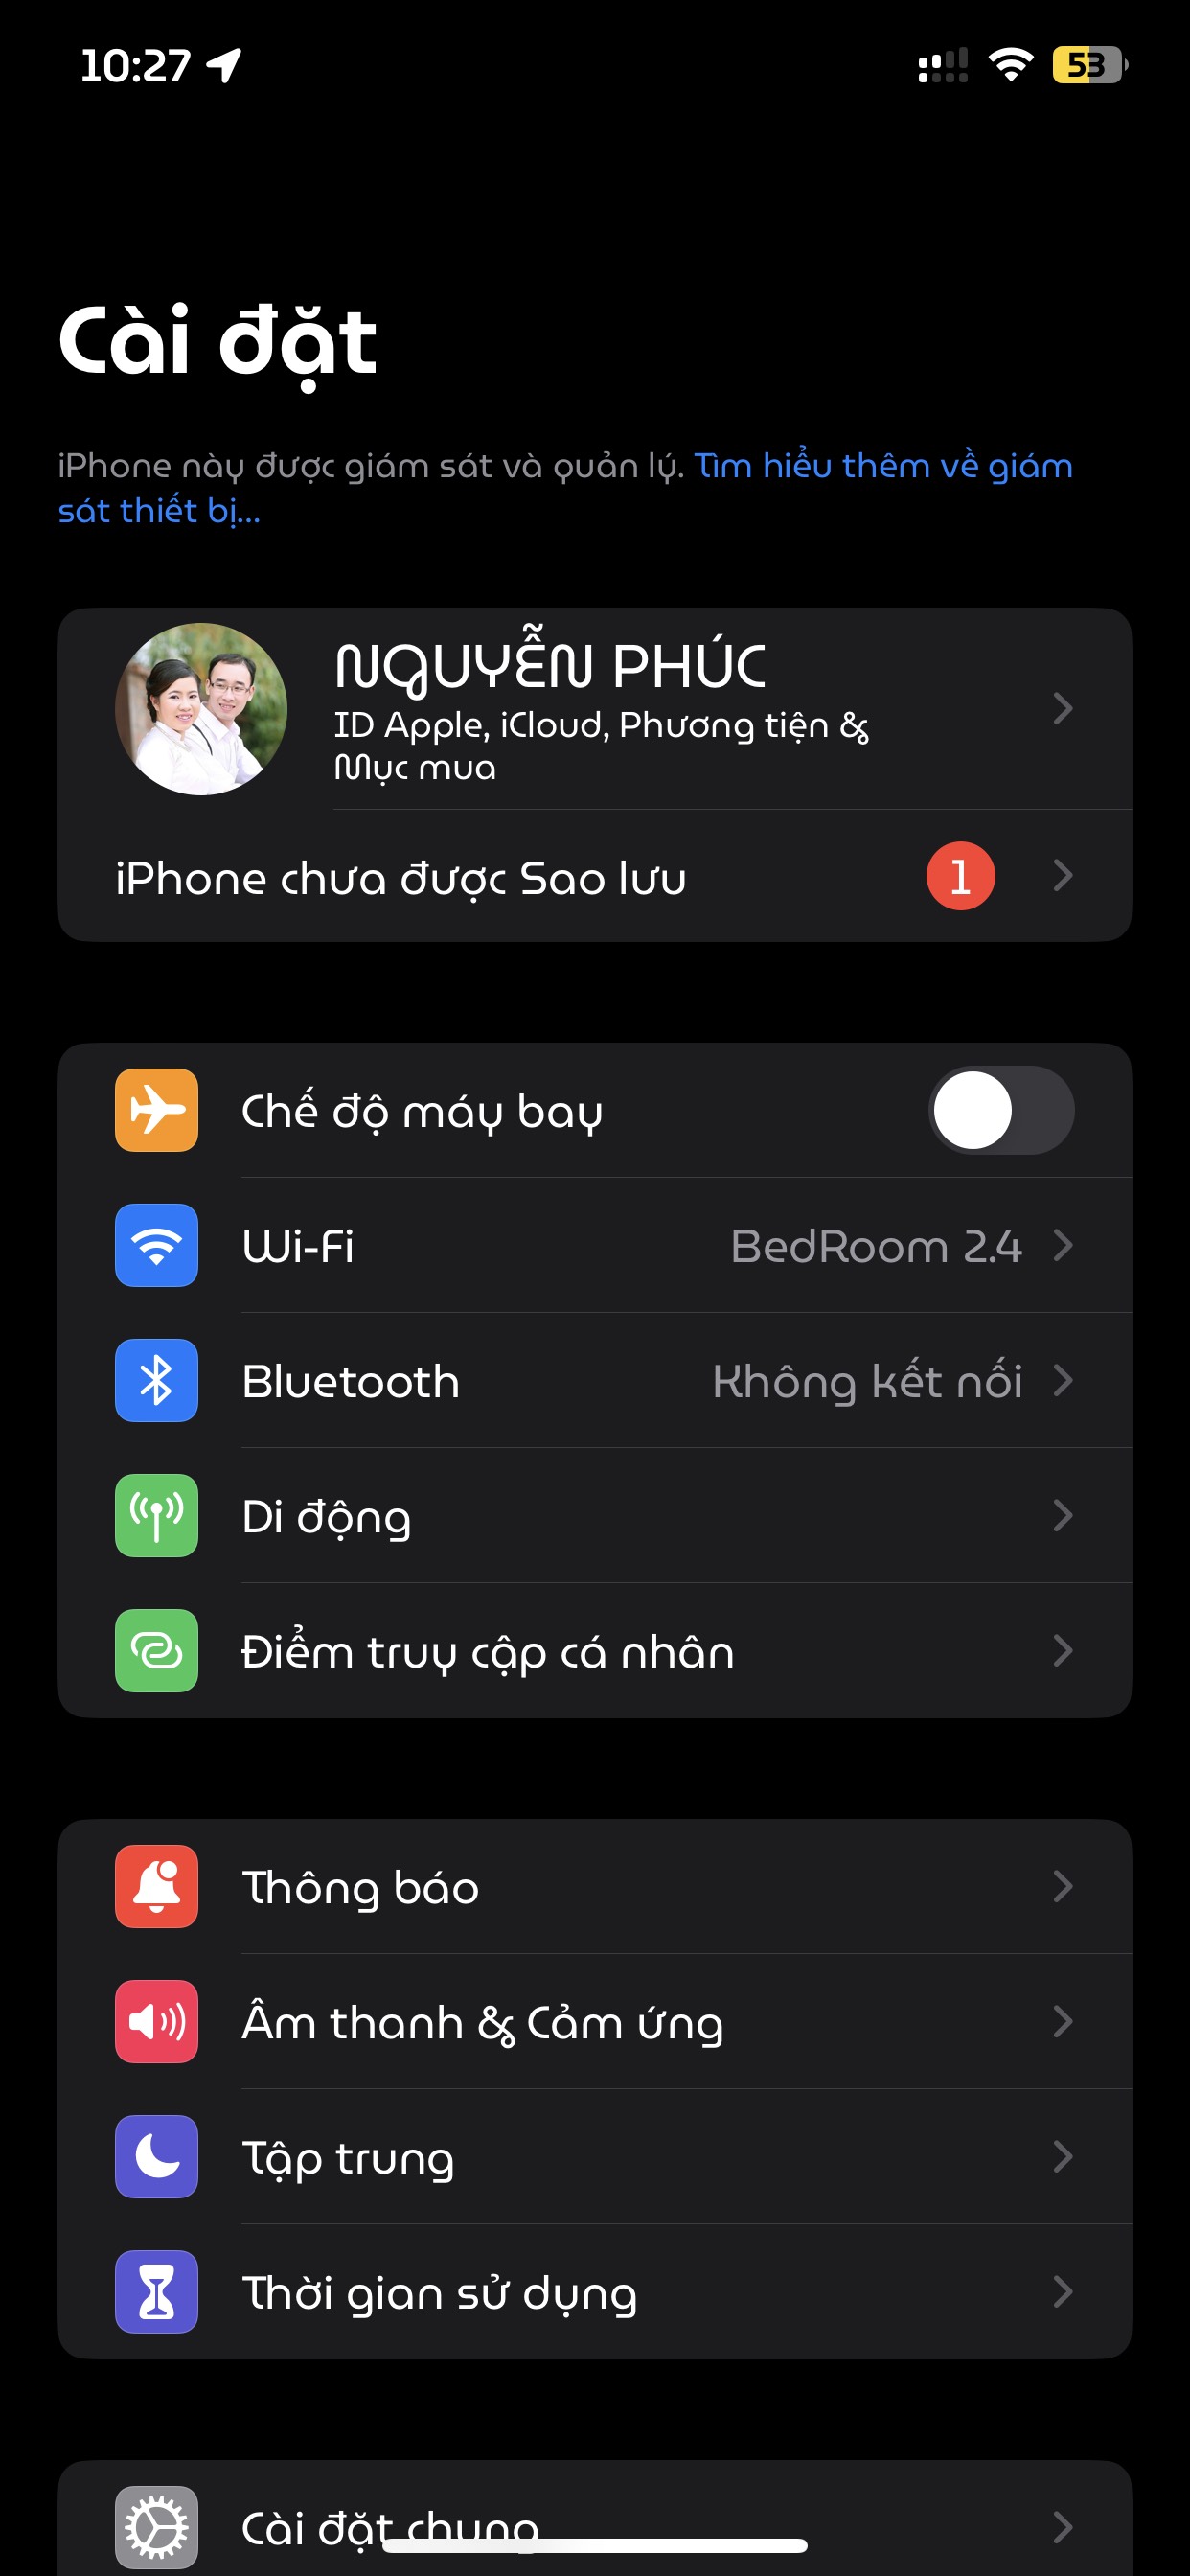 10:27
53
Cài đặt
iPhone này được giám sát và quản lý. Tìm hiểu thêm về giám
sát thiết bị...
NGUYỄN PHÚC
ID Apple, iCloud, Phương tiện &
Mục mua
iPhone chưa được Sao lưu 1
Chế độ máy bay
Wi-Fi BedRoom 2.4
Bluetooth Không kết nối
Di động
Điểm truy cập cá nhân
Thông báo
Âm thanh & Cảm ứng
Tập trung
Thời gian sử dụng
Cài đặt chung